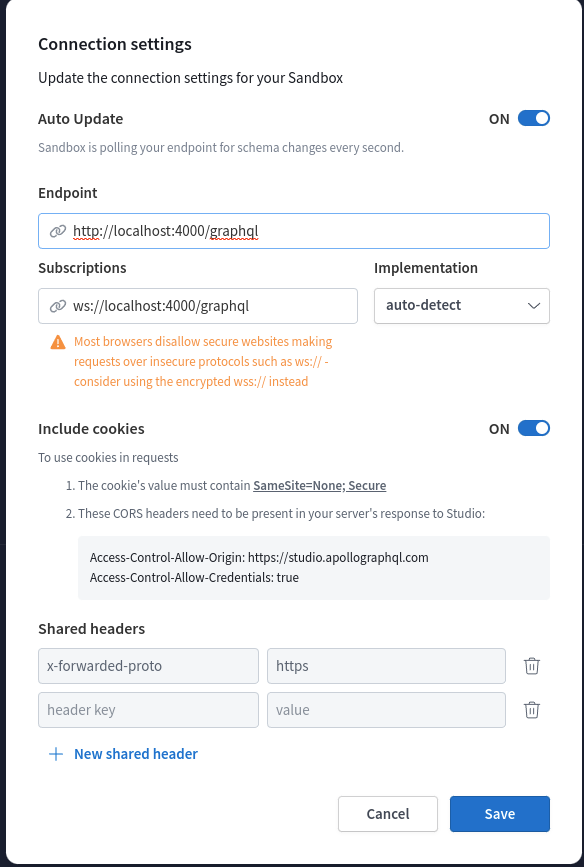 Connection settings
Update the connection settings for your Sandbox
Auto Update
ON
Sandbox is polling your endpoint for schema changes every second.
Endpoint
http://localhost:4000/graphql
Subscriptions
Implementation
ws://localhost:4000/graphql
auto-detect
Most browsers disallow secure websites making
requests over insecure protocols such as ws:// -
consider using the encrypted wss:// instead
Include cookies
ON
To use cookies in requests
1. The cookie's value must contain SameSite=None; Secure
2. These CORS headers need to be present in your server's response to Studio:
Access-Control-Allow-Origin: https://studio.apollographql.com
Access-Control-Allow-Credentials: true
Shared headers
x-forwarded-proto
https
header key
value
New shared header
Cancel
Save